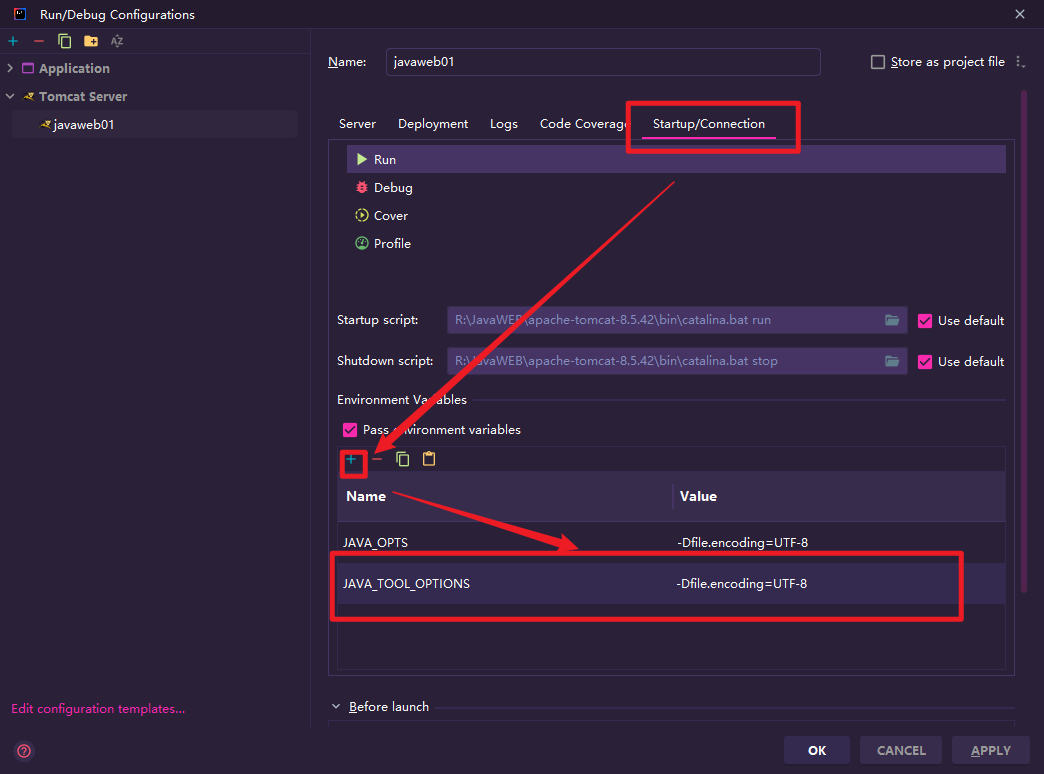 Run/Debug Configurations
Application
Tomcat Server
javaweb01
Edit configuration templates...
Name: javaweb01 Store as project file
Server Deployment Logs Code Coverage Startup/Connection
Run
Debug
Cover
Profile
Startup script: R:\JavaWEB\apache-tomcat-8.5.42\bin\catalina.bat run Use default
Shutdown script: R:\JavaWEB\apache-tomcat-8.5.42\bin\catalina.bat stop Use default
Environment Variables
Pass environment variables
Name Value
JAVA_OPTS -Dfile.encoding=UTF-8
JAVA_TOOL_OPTIONS -Dfile.encoding=UTF-8
Before launch
OK CANCEL APPLY